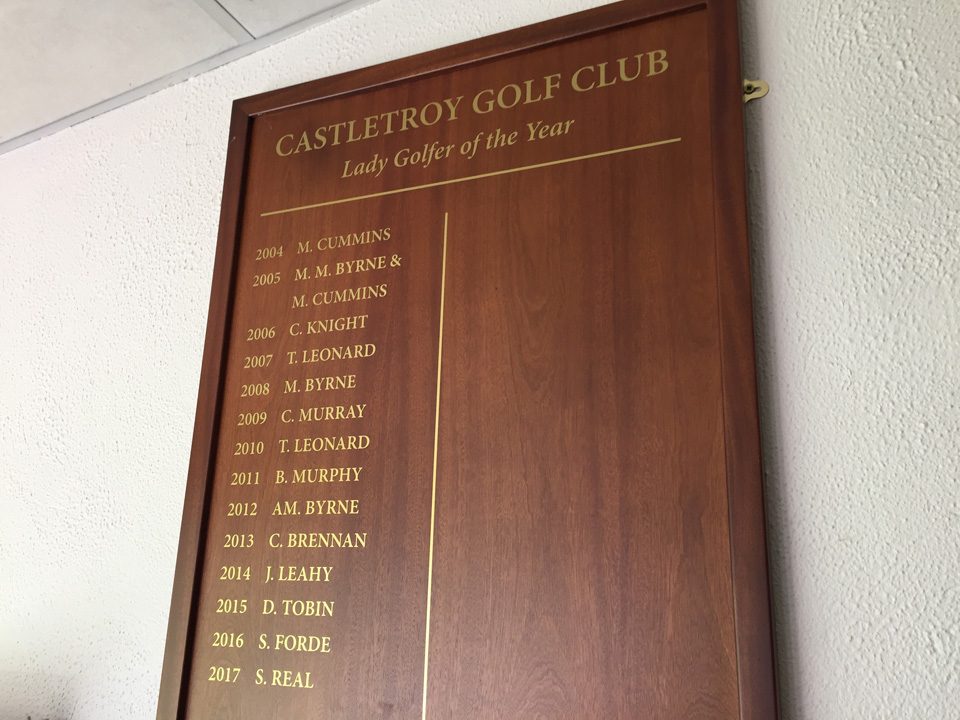 CASTLETROY GOLF CLUB
Lady Golfer of the Year
2004 M. CUMMINS
2005 M. M. BYRNE &
M. CUMMINS
2006 C. KNIGHT
2007 T. LEONARD
2008 M. BYRNE
2009 C. MURRAY
2010 T. LEONARD
2011 B. MURPHY
2012 AM. BYRNE
2013 C. BRENNAN
2014 J. LEAHY
2015 D. TOBIN
2016 S. FORDE
2017 S. REAL